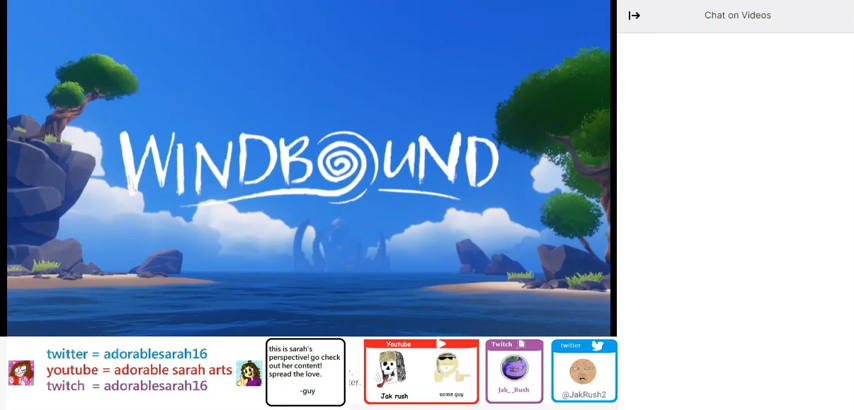 Chat on Videos
WINDBOUND
twitter = adorablesarah16
youtube = adorable sarah arts
twitch = adorablesarah16
this is sarah's
perspective! go check
out her content!
spread the love.
-guy
Youtube
Jak rush
some guy
Twitch
Jak_Rush
twitter
@JakRush2